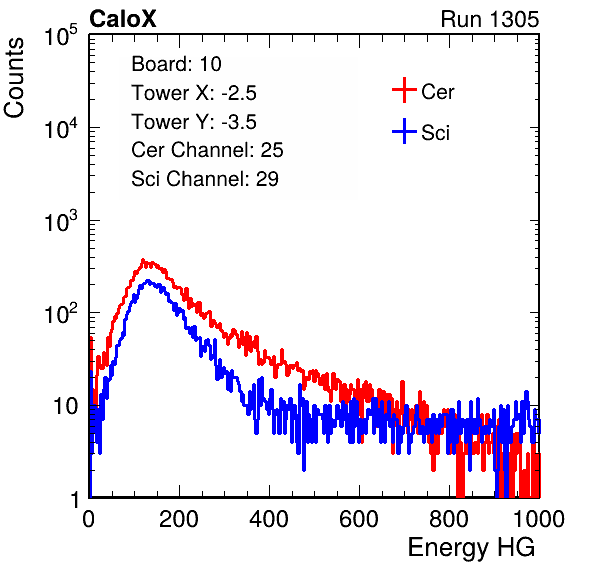 CaloX Run 1305
Counts
10^5
10^4
10^3
10^2
10
1
Board: 10
Tower X: -2.5
Tower Y: -3.5
Cer Channel: 25
Sci Channel: 29
Cer
Sci
0 200 400 600 800 1000
Energy HG